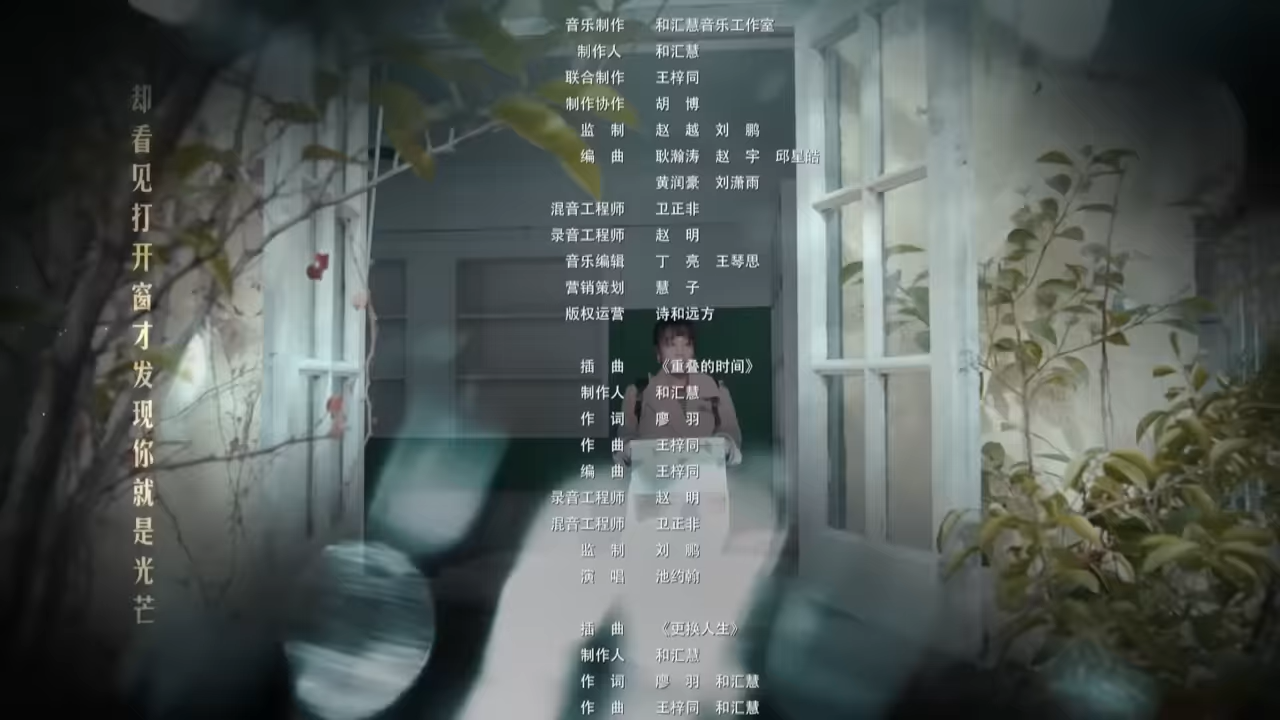 却看见打开窗才发现你就是光芒
音乐制作 和汇慧音乐工作室
制作人 和汇慧
联合制作 王梓同
制作协作 胡 博
监 制 赵 越 刘 鹏
编 曲 耿瀚涛 赵 宇 邱星皓
黄润豪 刘潇雨
混音工程师 卫正非
录音工程师 赵 明
音乐编辑 丁 亮 王琴思
营销策划 慧 子
版权运营 诗和远方
插 曲 《重叠的时间》
制作人 和汇慧
作 词 廖 羽
作 曲 王梓同
编 曲 王梓同
录音工程师 赵 明
混音工程师 卫正非
监 制 刘 鹏
演 唱 池约翰
插 曲 《更换人生》
制作人 和汇慧
作 词 廖 羽 和汇慧
作 曲 王梓同 和汇慧